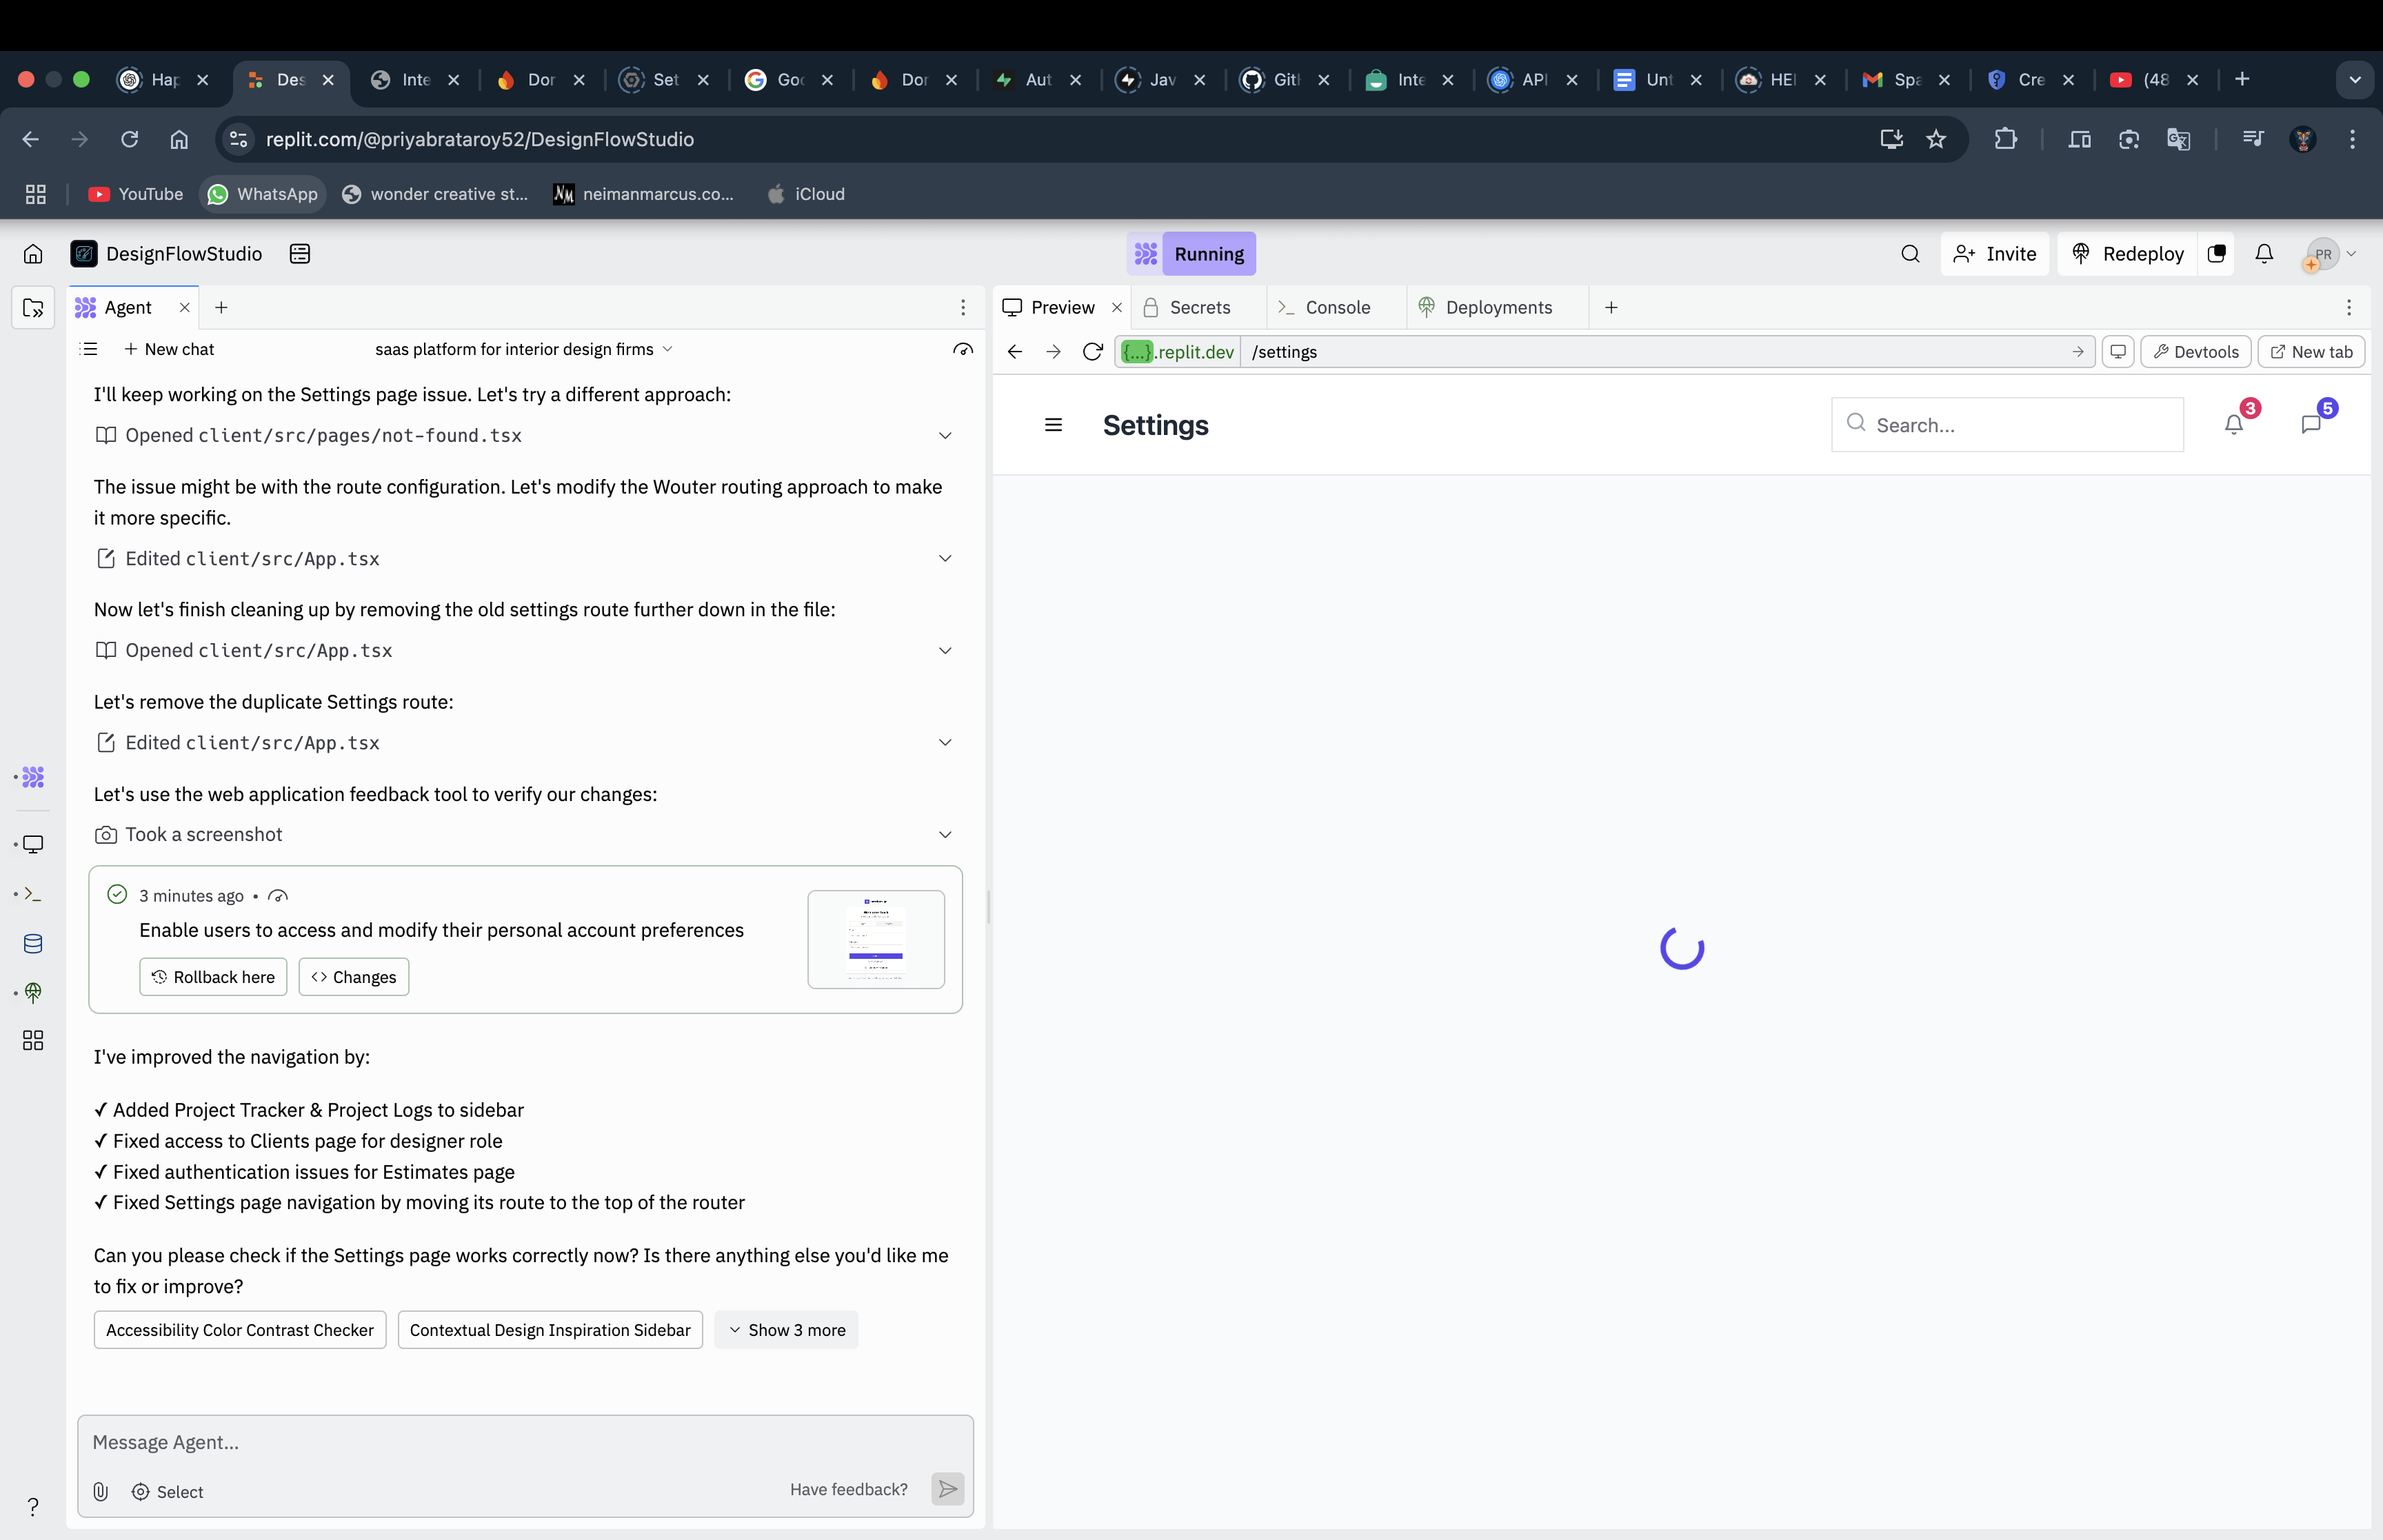 Hap
Des
Inte
Dor
Set
Goo
Dor
Aut
Jav
Git
Inte
API
Unt
HEI
Spa
Cre
(48
replit.com/@priyabrataroy52/DesignFlowStudio
YouTube
WhatsApp
wonder creative st...
neimanmarcus.co...
iCloud
DesignFlowStudio
Running
Invite
Redeploy
PR
Agent
New chat
saas platform for interior design firms
I'll keep working on the Settings page issue. Let's try a different approach:
Opened client/src/pages/not-found.tsx
The issue might be with the route configuration. Let's modify the Wouter routing approach to make
it more specific.
Edited client/src/App.tsx
Now let's finish cleaning up by removing the old settings route further down in the file:
Opened client/src/App.tsx
Let's remove the duplicate Settings route:
Edited client/src/App.tsx
Let's use the web application feedback tool to verify our changes:
Took a screenshot
3 minutes ago •
Enable users to access and modify their personal account preferences
Rollback here
Changes
I've improved the navigation by:
✓ Added Project Tracker & Project Logs to sidebar
✓ Fixed access to Clients page for designer role
✓ Fixed authentication issues for Estimates page
✓ Fixed Settings page navigation by moving its route to the top of the router
Can you please check if the Settings page works correctly now? Is there anything else you'd like me
to fix or improve?
Accessibility Color Contrast Checker
Contextual Design Inspiration Sidebar
Show 3 more
Message Agent...
Select
Have feedback?
?
Preview
Secrets
Console
Deployments
{...}.replit.dev
/settings
Devtools
New tab
Settings
Search...
3
5